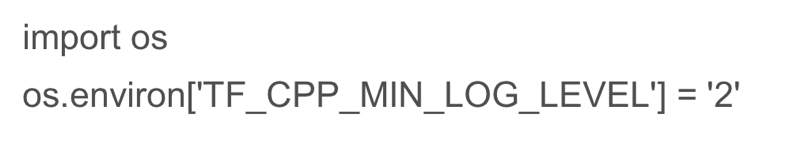 import os
os.environ['TF_CPP_MIN_LOG_LEVEL'] = '2'